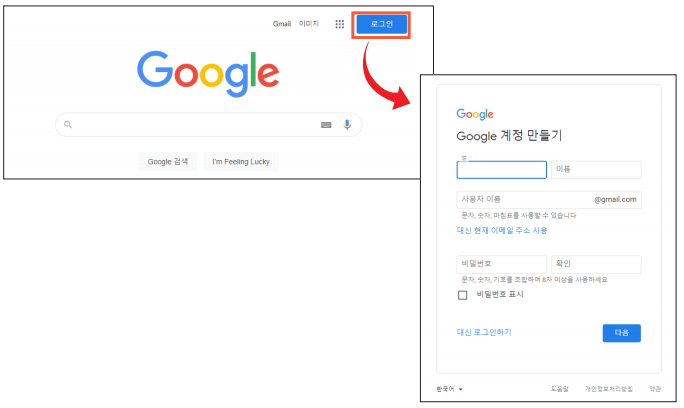 Gmail 이미지 로그인
Google
Google 검색 I'm Feeling Lucky
Google
Google 계정 만들기
성
이름
사용자 이름 @gmail.com
문자, 숫자, 마침표를 사용할 수 있습니다
대신 현재 이메일 주소 사용
비밀번호 확인
문자, 숫자, 기호를 조합하여 8자 이상을 사용하세요
비밀번호 표시
대신 로그인하기 다음
한국어 도움말 개인정보처리방침 약관